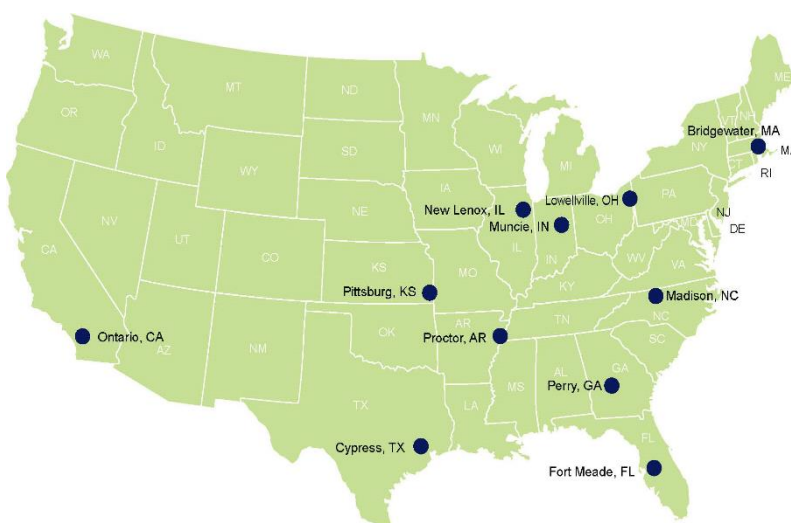 WA
MT
ND
MN
ME
OR
ID
SD
WI
MI
VT
NH
Bridgewater, MA
NY
M
CT
RI
WY
IA
NE
New Lenox, IL
Muncie, IN
Lowellville, OH
PA
OH
NJ
DE
NV
UT
CO
CA
KS
Pittsburg, KS
MO
IL
IN
WV
VA
KY
Madison, NC
NC
TN
Ontario, CA
AZ
NM
OK
AR
Proctor, AR
SC
MS
AL
GA
Perry, GA
TX
LA
Cypress, TX
FL
Fort Meade, FL